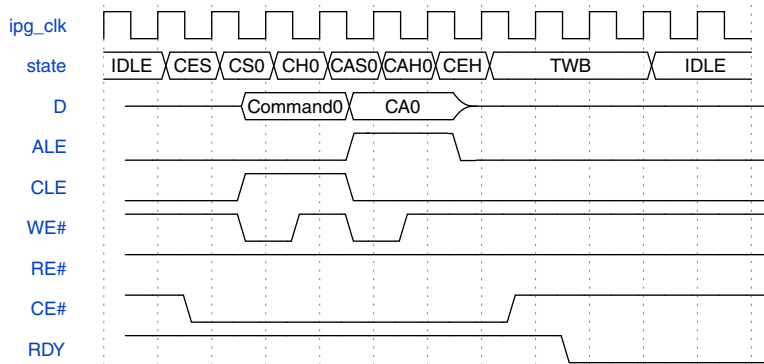 ipg_clk
state IDLE CES CS0 CH0 CAS0 CAH0 CEH TWB IDLE
D Command0 CA0
ALE
CLE
WE#
RE#
CE#
RDY